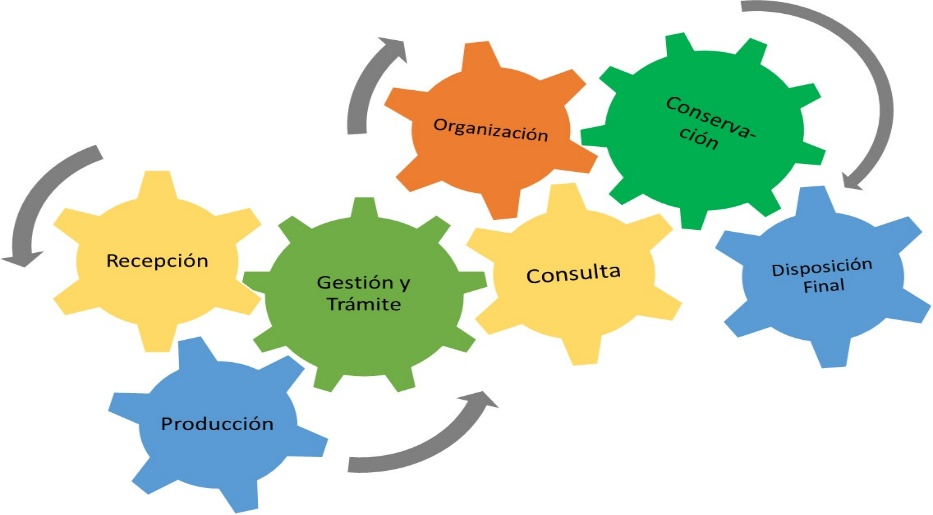 Organización
Conserva-
ción
Recepción
Gestión y
Trámite
Consulta
Disposición
Final
Producción